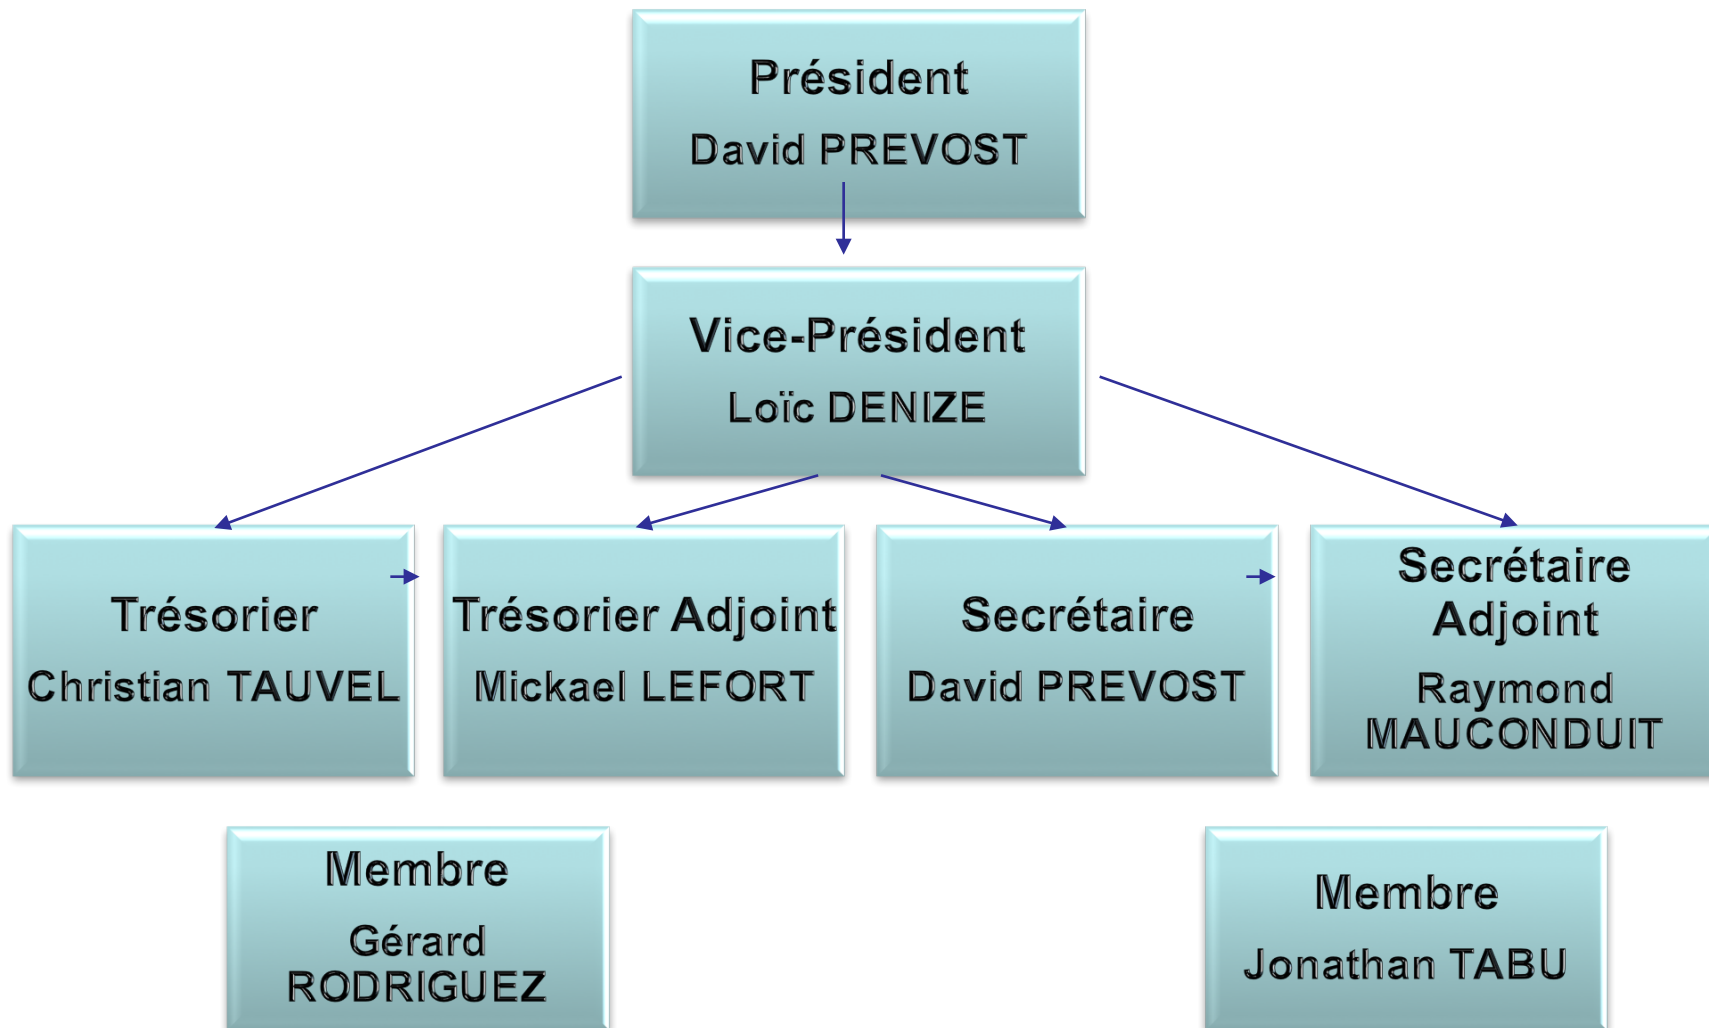 Président
David PREVOST
Vice-Président
Loïc DENIZE
Trésorier
Christian TAUVEL
Trésorier Adjoint
Mickael LEFORT
Secrétaire
David PREVOST
Secrétaire
Adjoint
Raymond
MAUCONDUIT
Membre
Gérard
RODRIGUEZ
Membre
Jonathan TABU